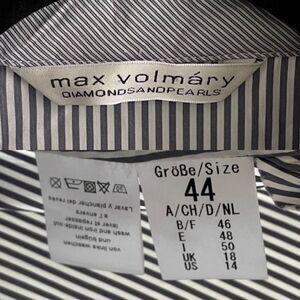 max volmáry
DIAMONDSANDPEARLS
Größe/Size
44
A/CH/D/NL
B/F 46
E 48
I 50
UK 18
US 14
Lavar y planchar del revés
a l'envers
laver et repasser
wash and iron inside out
und bügeln
von links waschen